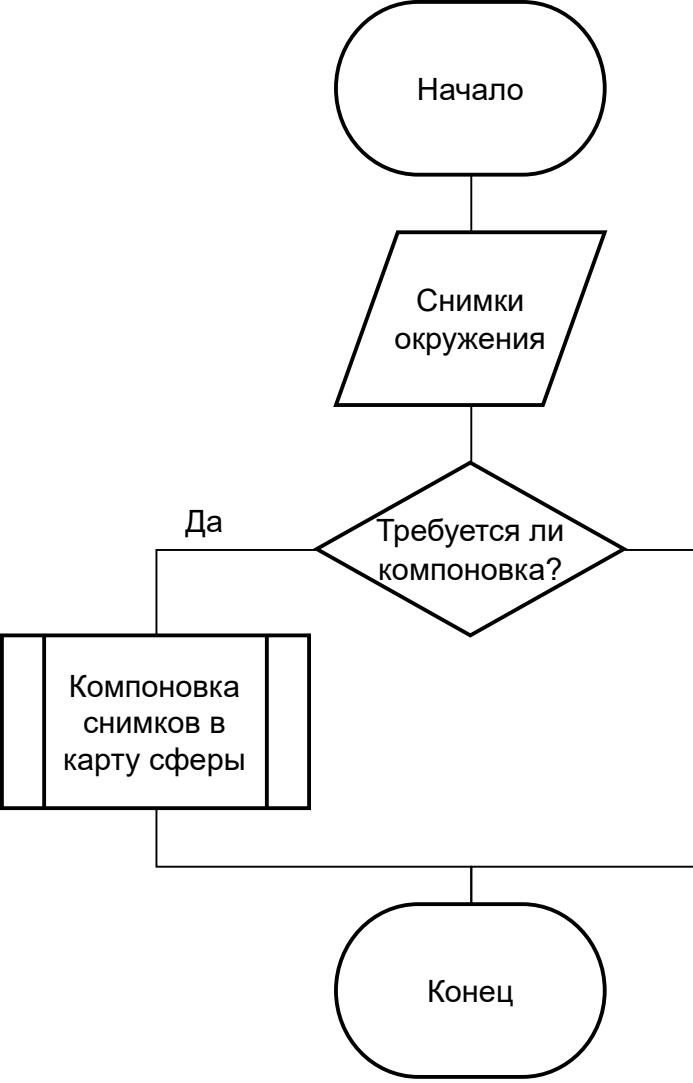 Начало
Снимки
окружения
Требуется ли
компоновка?
Да
Компоновка
снимков в
карту сферы
Конец